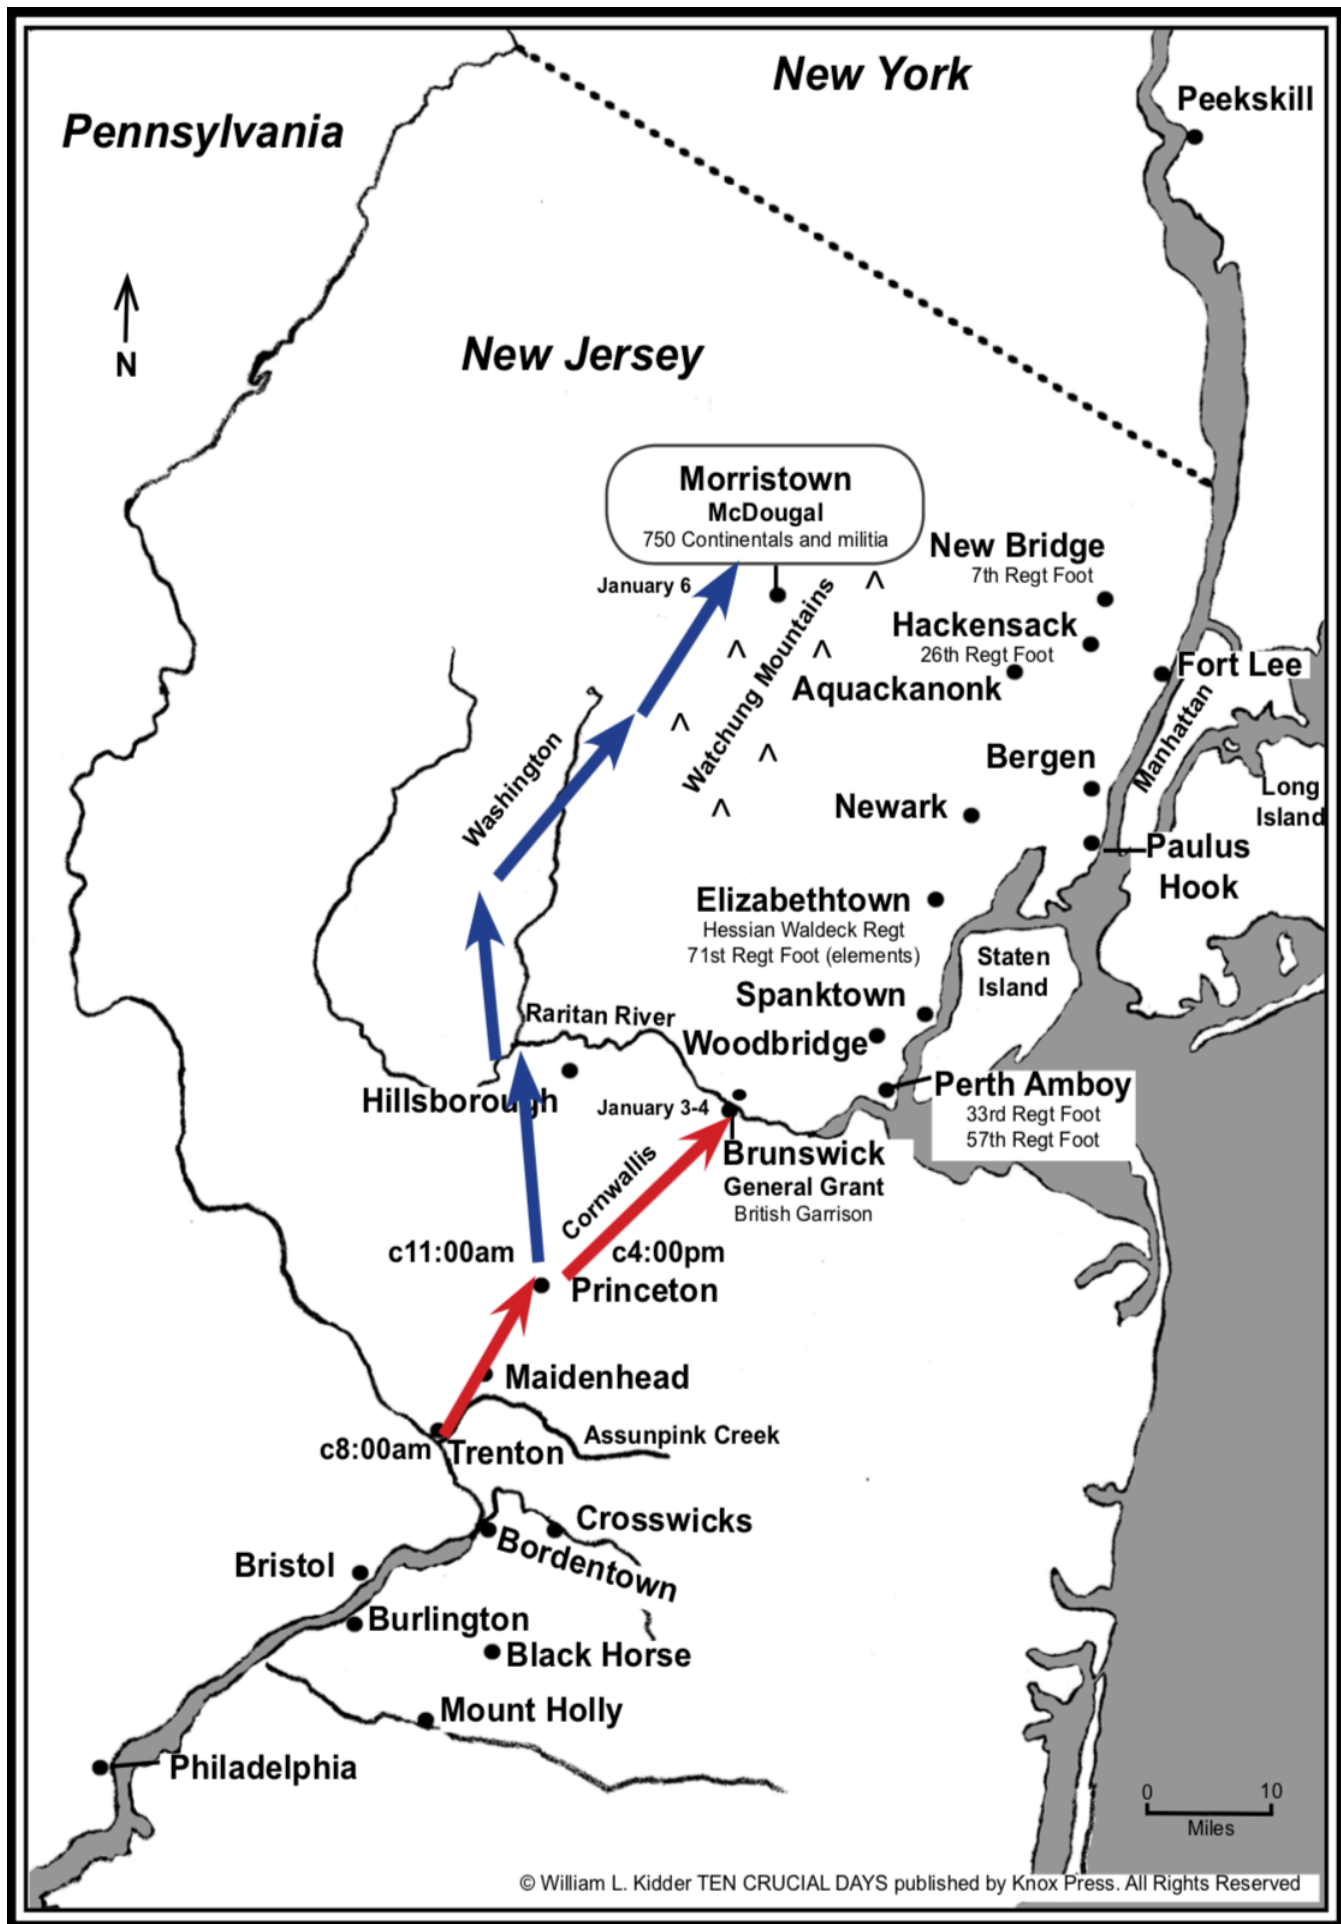 New York
Peekskill
Pennsylvania
N
New Jersey
Morristown
McDougal
750 Continentals and militia
New Bridge
7th Regt Foot
January 6
Hackensack
26th Regt Foot
Fort Lee
Aquackanonk
Watchung Mountains
Manhattan
Washington
Bergen
Long
Island
Newark
Paulus
Hook
Elizabethtown
Hessian Waldeck Regt
71st Regt Foot (elements)
Staten
Island
Spanktown
Raritan River
Woodbridge
Perth Amboy
33rd Regt Foot
57th Regt Foot
Hillsborough
January 3-4
Brunswick
General Grant
British Garrison
Cornwallis
c11:00am
c4:00pm
Princeton
Maidenhead
Assunpink Creek
c8:00am
Trenton
Crosswicks
Bordentown
Bristol
Burlington
Black Horse
Mount Holly
Philadelphia
0 10
Miles
© William L. Kidder TEN CRUCIAL DAYS published by Knox Press. All Rights Reserved